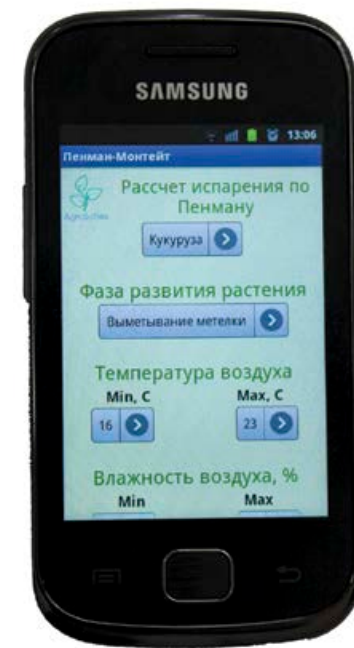 SAMSUNG
13:06
Пенман-Монтейт
Рассчет испарения по
Пенману
Кукуруза
Фаза развития растения
Выметывание метелки
Температура воздуха
Min, C Max, C
16 23
Влажность воздуха, %
Min Max